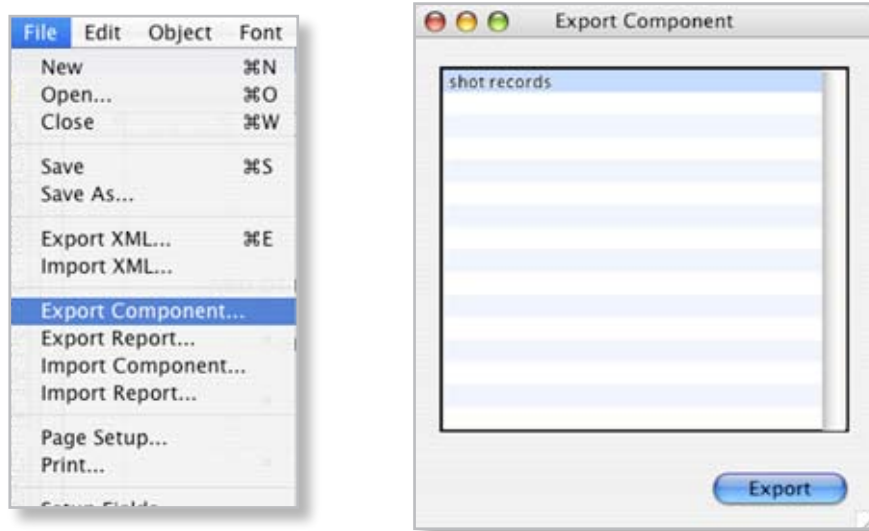 File Edit Object Font
New ⌘N
Open... ⌘O
Close ⌘W
Save ⌘S
Save As...
Export XML... ⌘E
Import XML...
Export Component...
Export Report...
Import Component...
Import Report...
Page Setup...
Print...
Export Component
shot records
Export